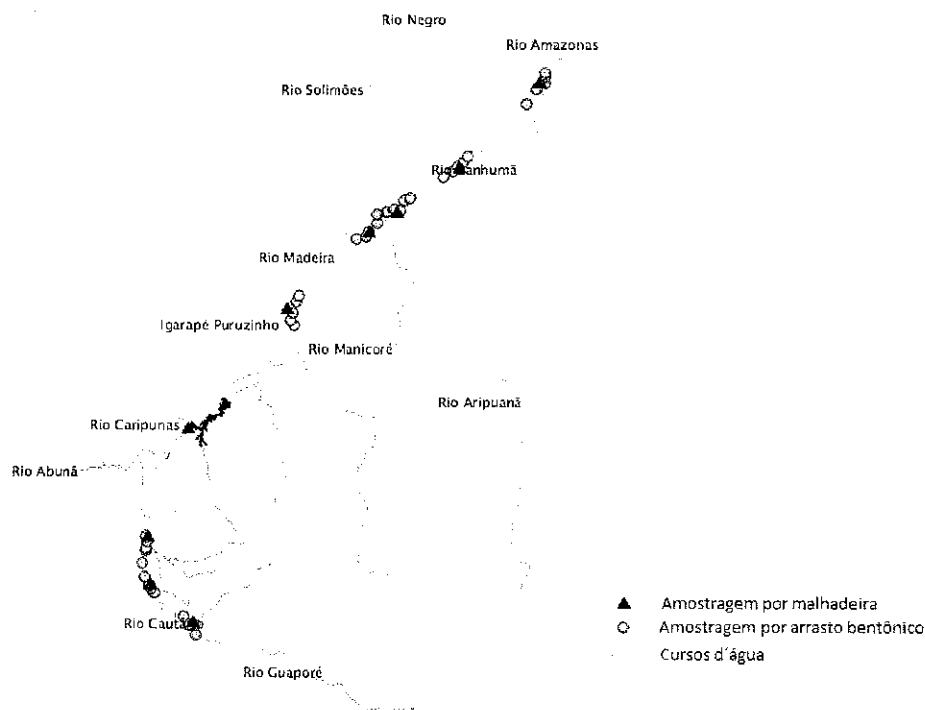 Rio Negro
Rio Amazonas
Rio Solimões
Rio Madeira
Igarapé Puruzinho
Rio Manicoré
Rio Aripuanã
Rio Caripunas
Rio Abunã
Amostragem por malhadeira
Amostragem por arrasto bentônico
Cursos d´água
Rio Guaporé